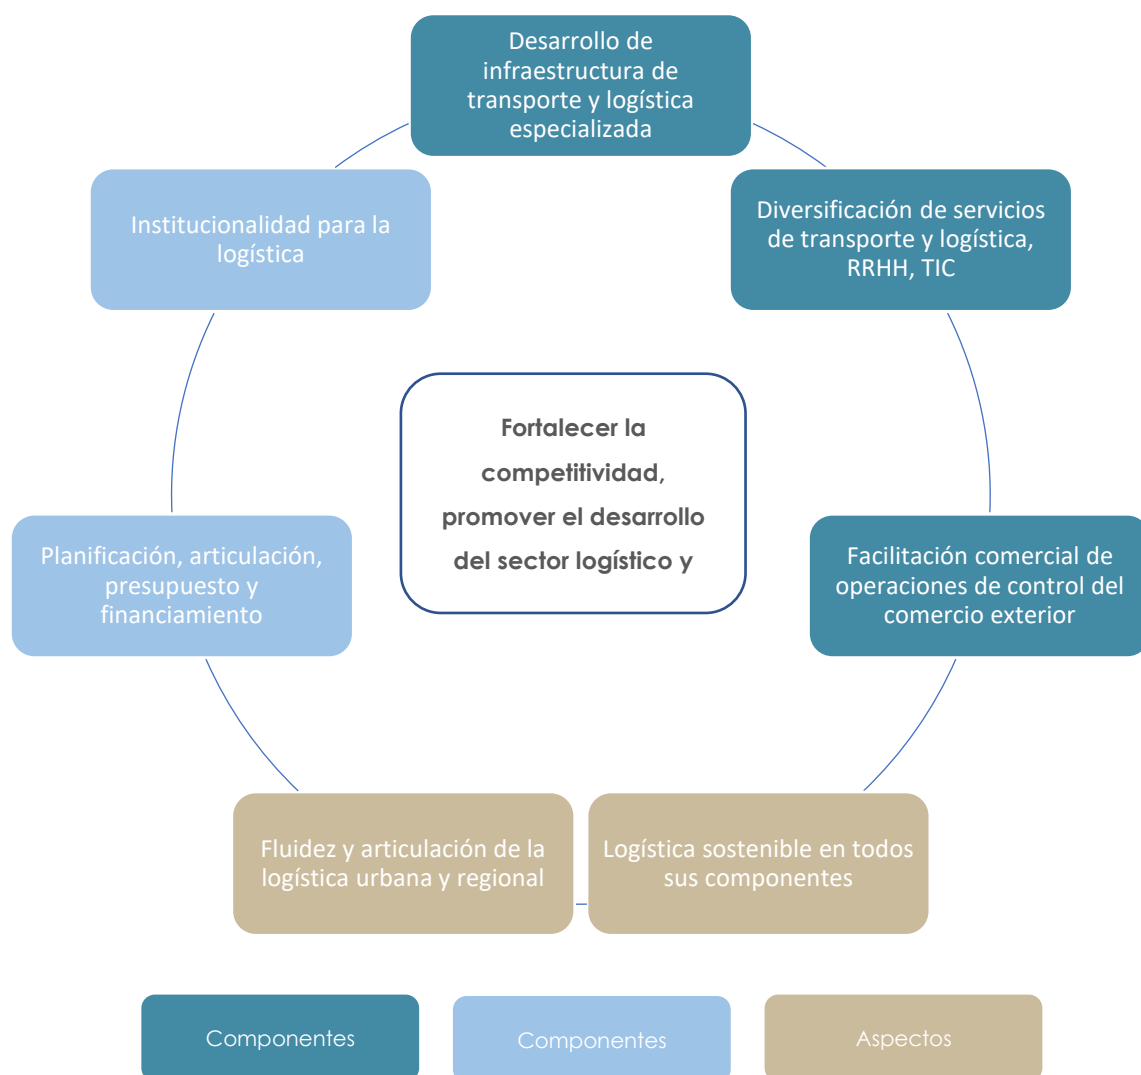 Desarrollo de
infraestructura de
transporte y logística
especializada
Institucionalidad para la
logística
Diversificación de servicios
de transporte y logística,
RRHH, TIC
Fortalecer la
competitividad,
promover el desarrollo
del sector logístico y
Planificación, articulación,
presupuesto y
financiamiento
Facilitación comercial de
operaciones de control del
comercio exterior
Fluidez y articulación de la
logística urbana y regional
Logística sostenible en todos
sus componentes
Componentes
Componentes
Aspectos